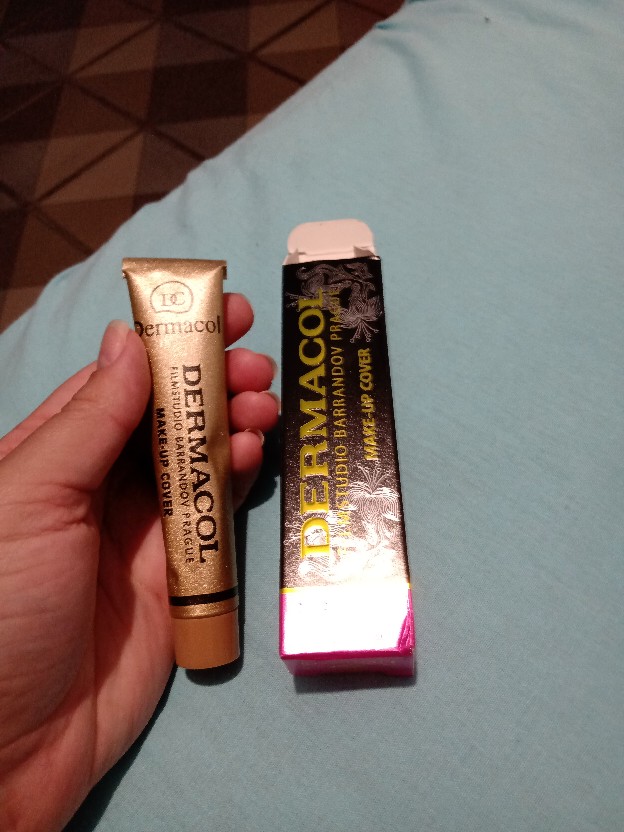 DC
Dermacol
DERMACOL
FILMSTUDIO BARRANDOV PRAGUE
MAKE-UP COVER
DERMACOL
FILMSTUDIO BARRANDOV PRAGUE
MAKE-UP COVER